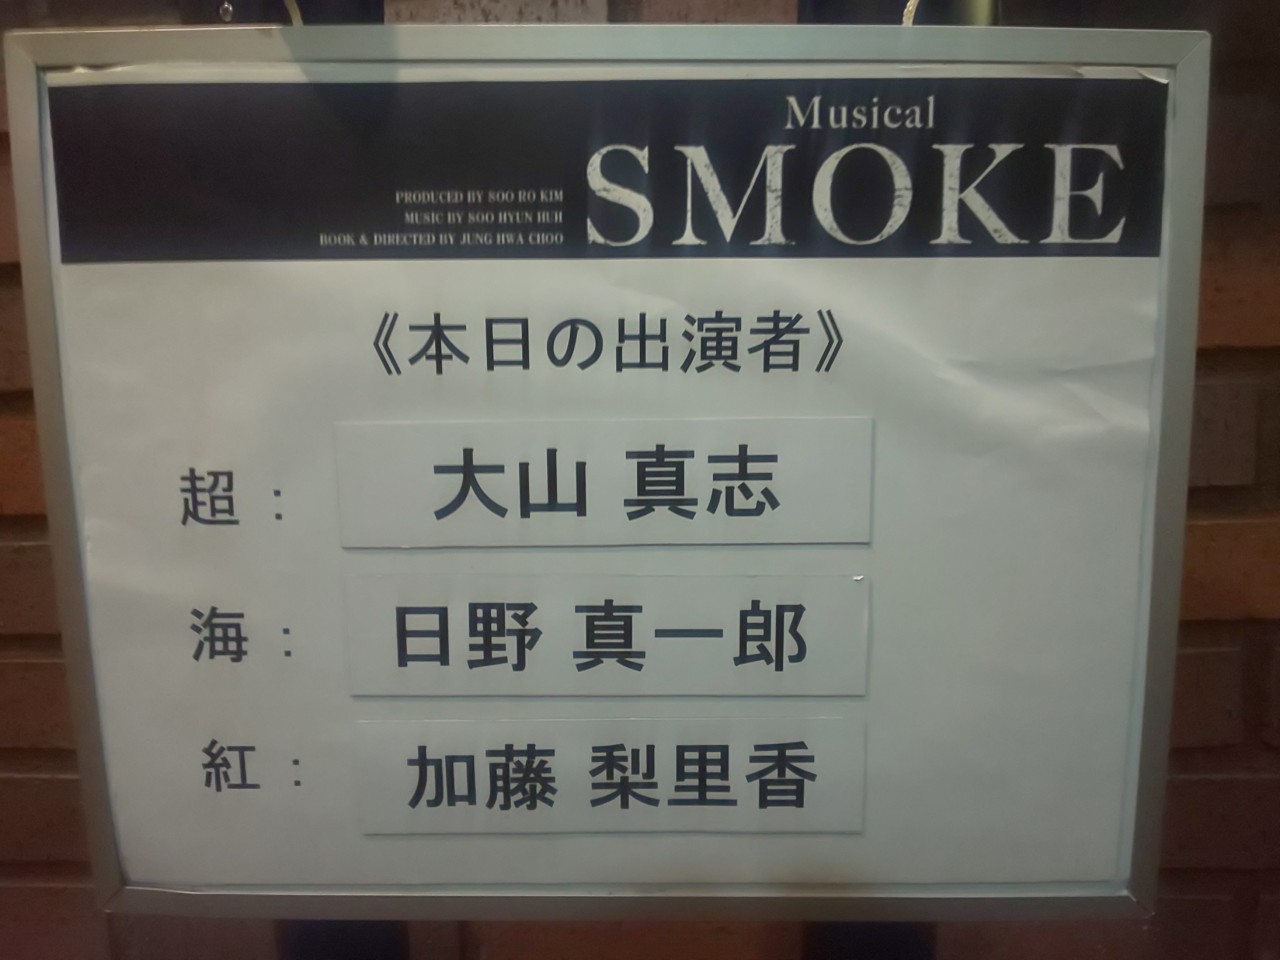 Musical
SMOKE
PRODUCED BY SOO RO KIM
MUSIC BY SOO HYUN HUH
BOOK & DIRECTED BY JUNG HWA CHOO
《本日の出演者》
超: 大山 真志
海: 日野 真一郎
紅: 加藤 梨里香